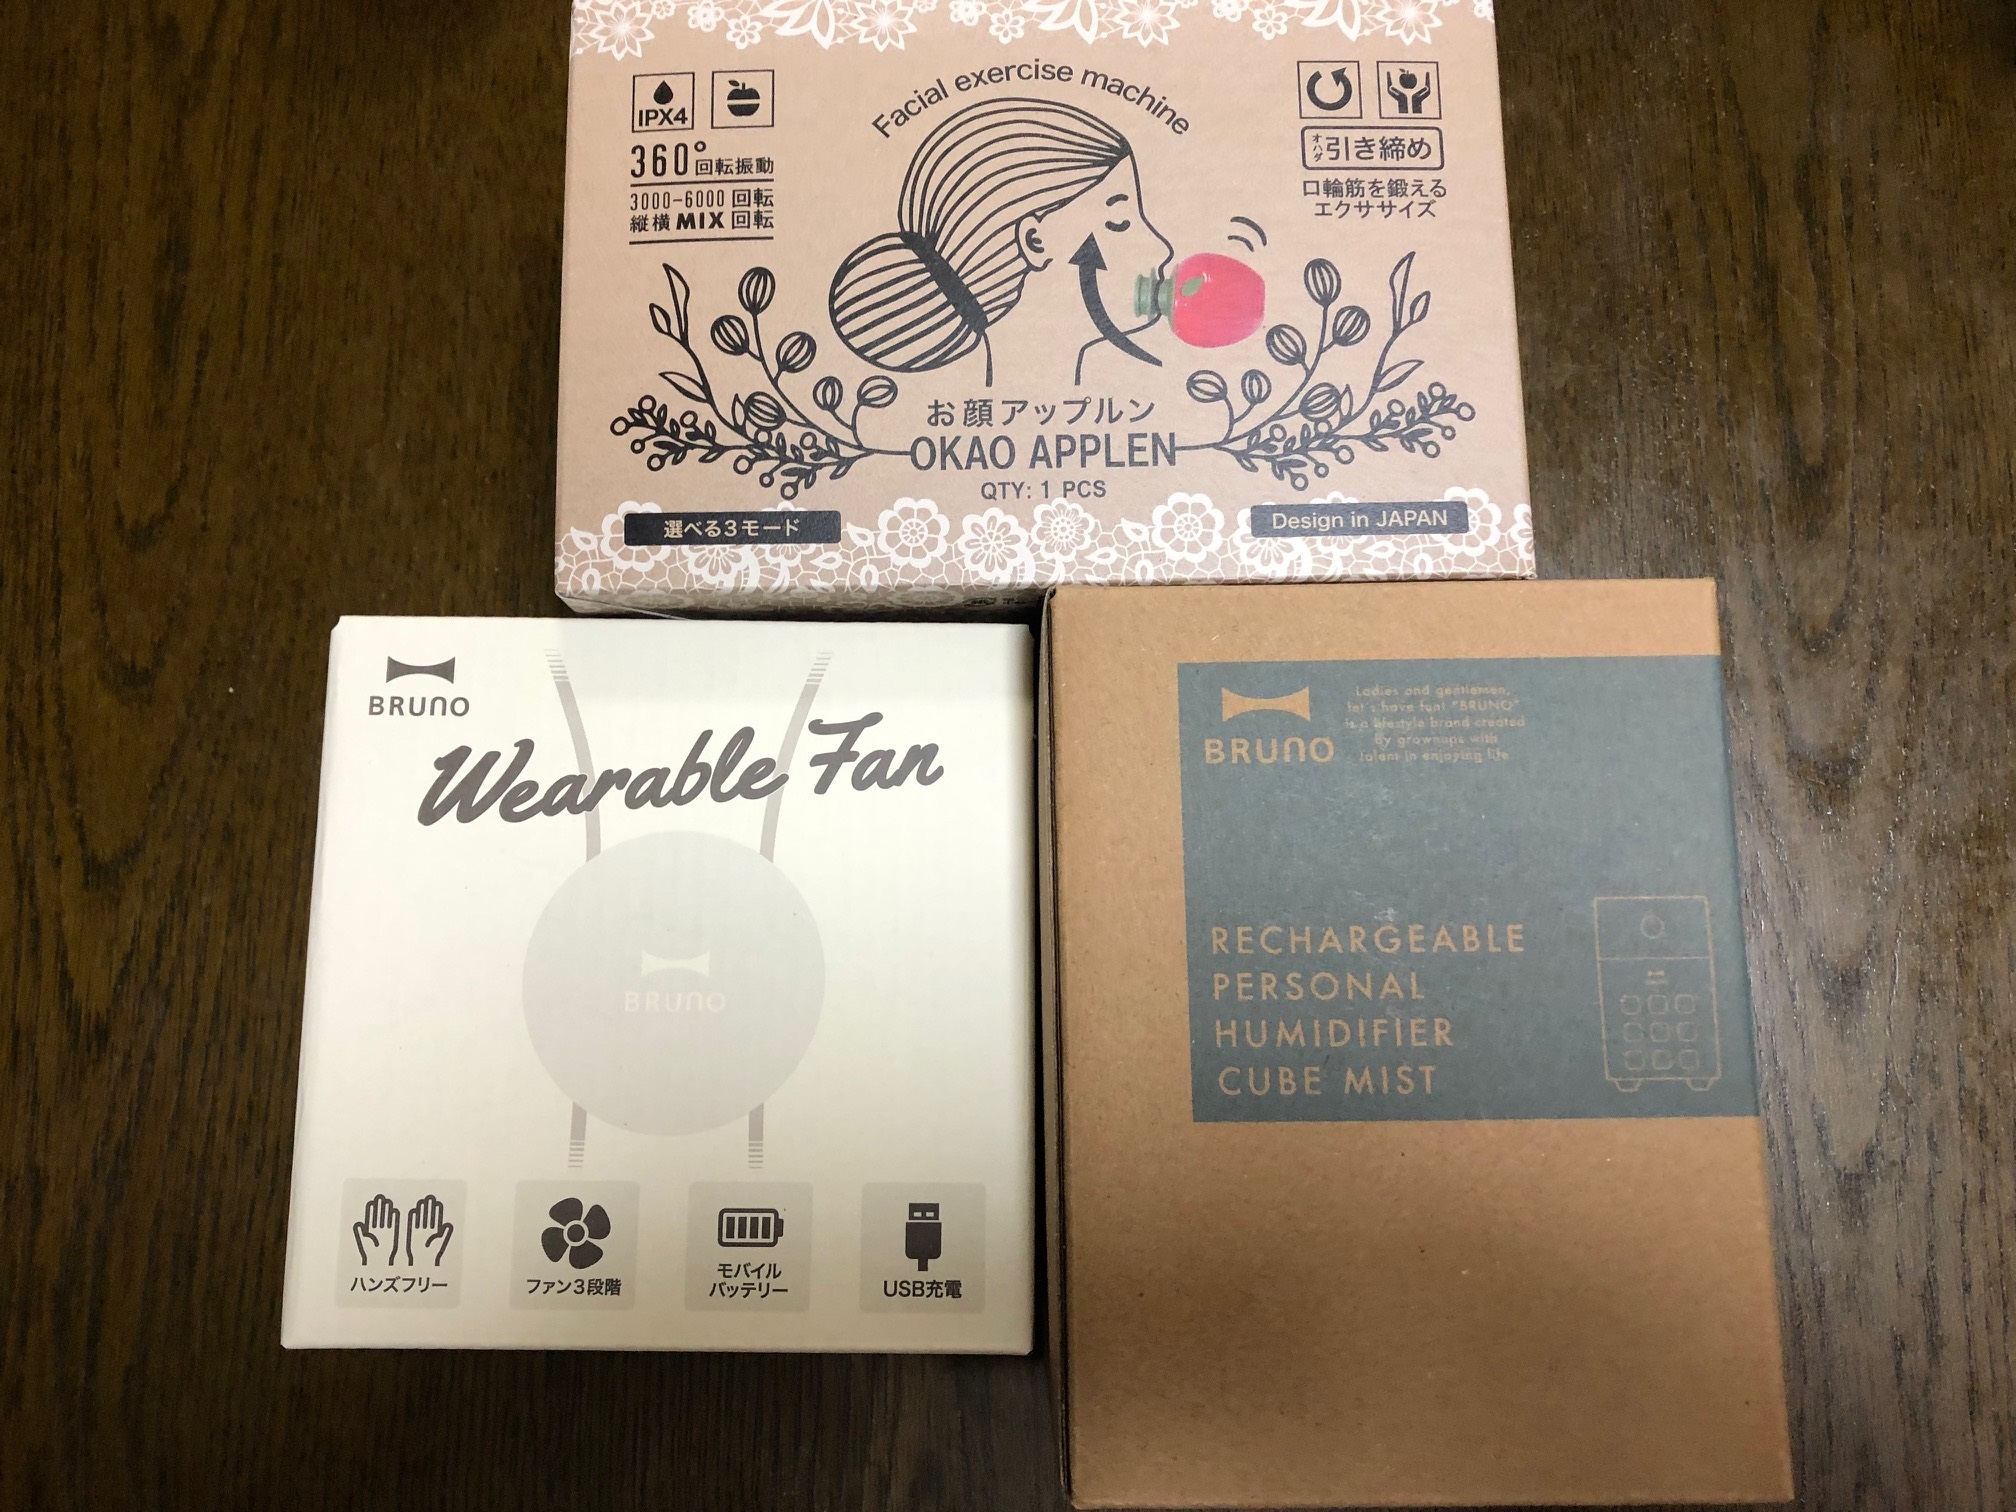 Facial exercise machine
IPX4
360°回転振動
3000-6000 回転
縦横 MIX 回転
オハダ引き締め
口輪筋を鍛える
エクササイズ
お顔アップルン
OKAO APPLEN
QTY: 1 PCS
選べる3モード
Design in JAPAN
BRUNO
Wearable Fan
BRUNO
ハンズフリー
ファン3段階
モバイル
バッテリー
USB充電
BRUNO
Ladies and gentlemen,
let's have fun! "BRUNO"
is a lifestyle brand created
by grownups with
talent in enjoying life
RECHARGEABLE
PERSONAL
HUMIDIFIER
CUBE MIST